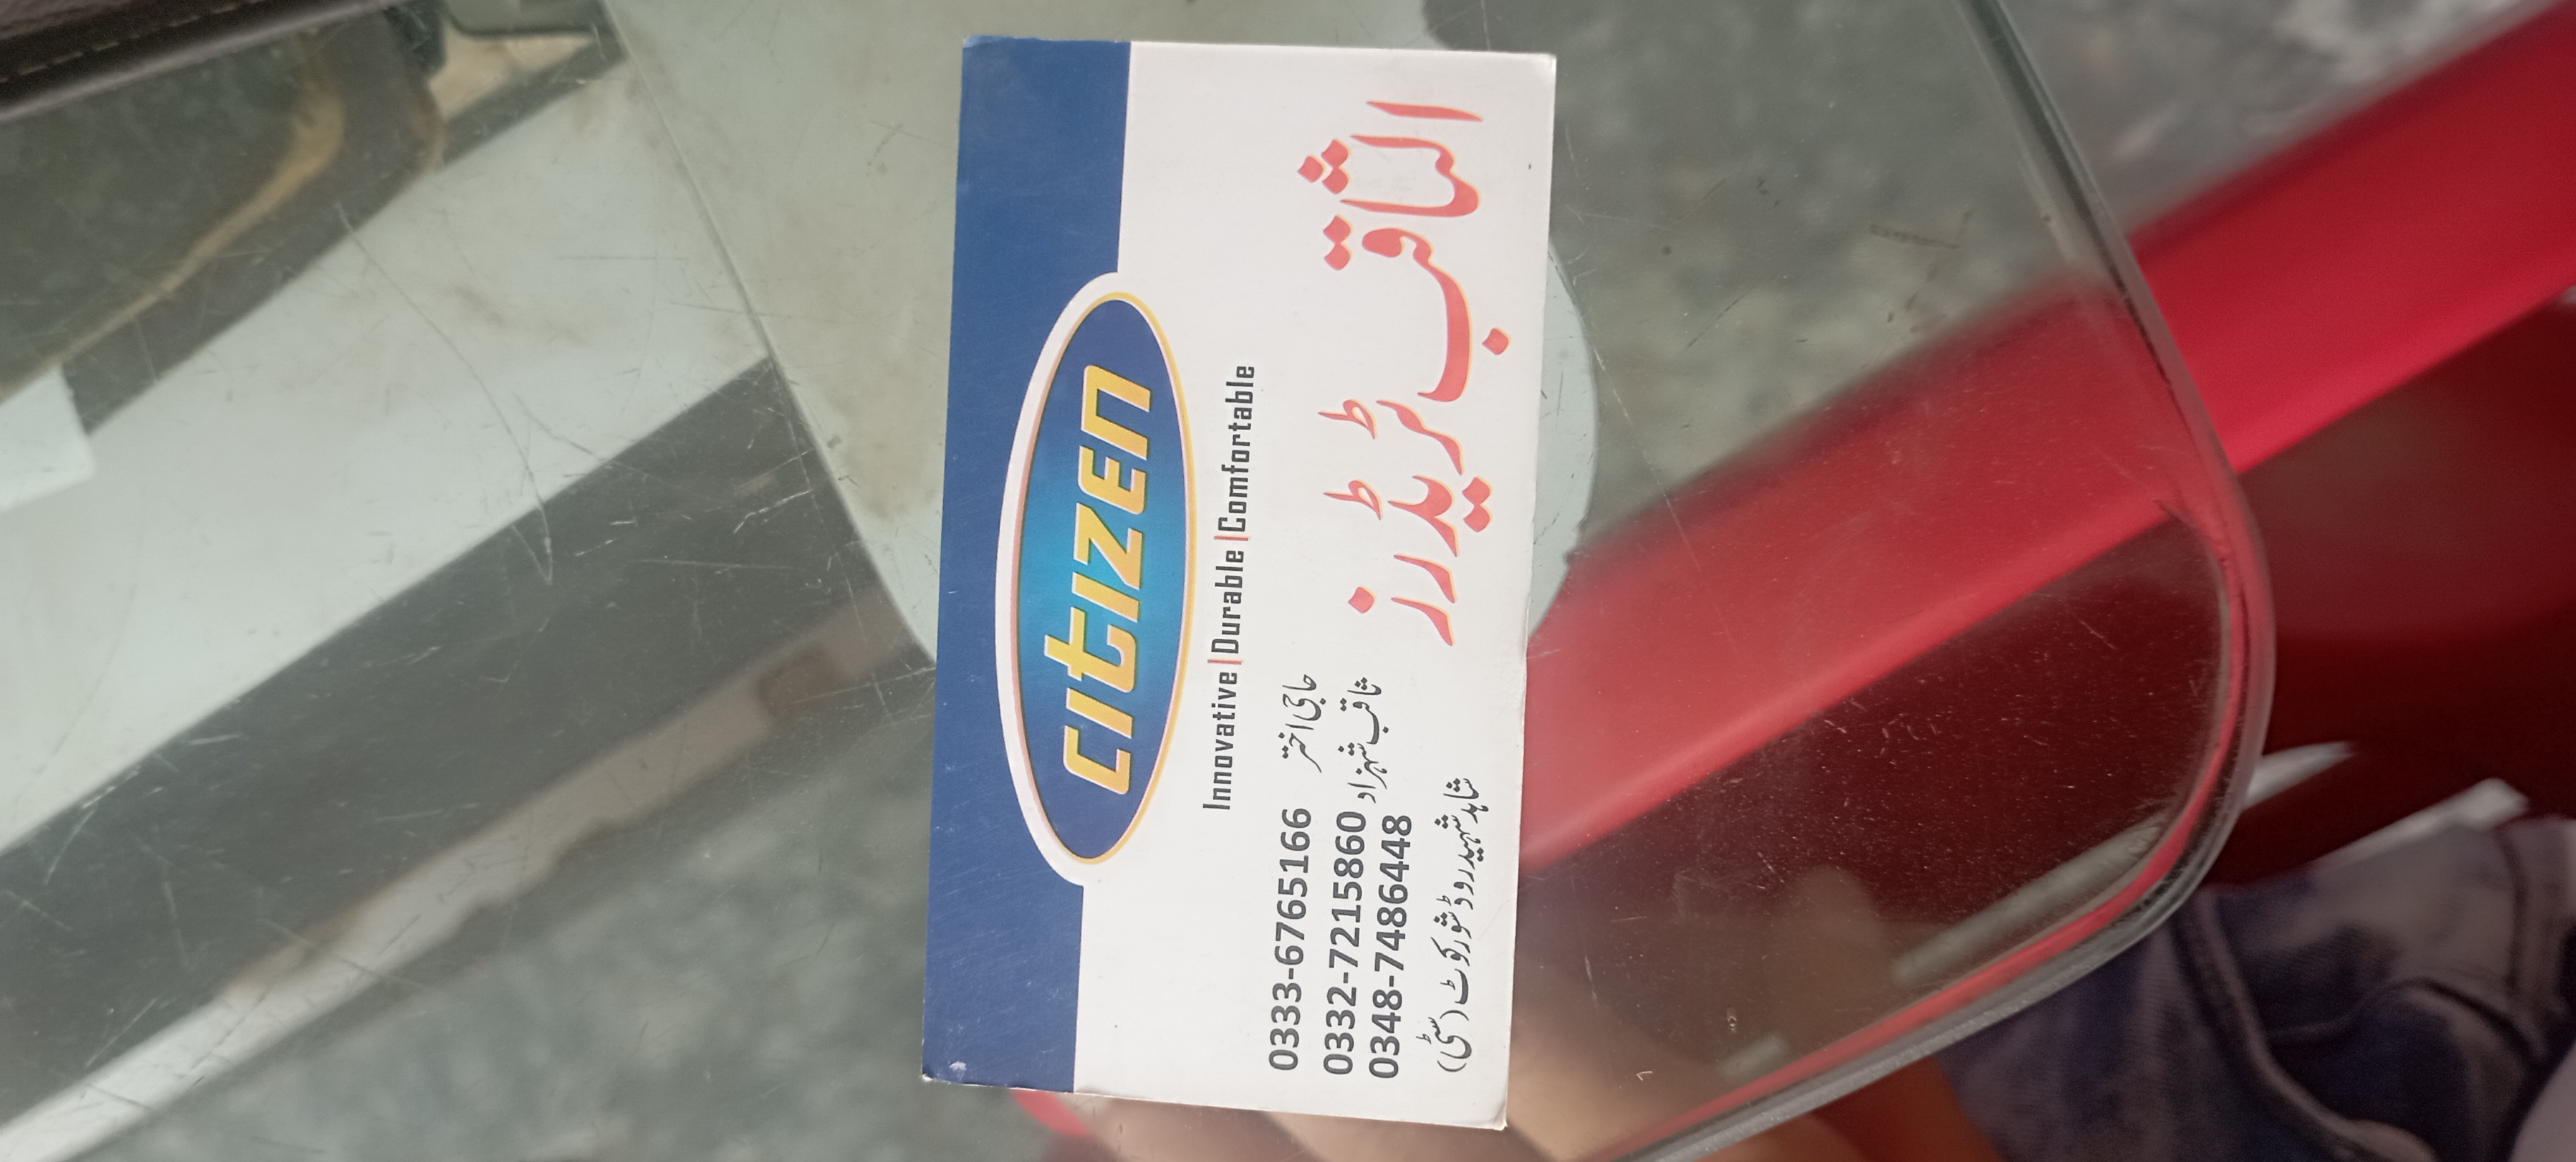 citizen
Innovative|Durable|Comfortable
الثاقب ٹریڈرز
0333-6765166 حاجی اختر
0332-7215860 ثاقب شہزاد
0348-7486448
شاہد شہید روڈ شورکوٹ (سٹی)